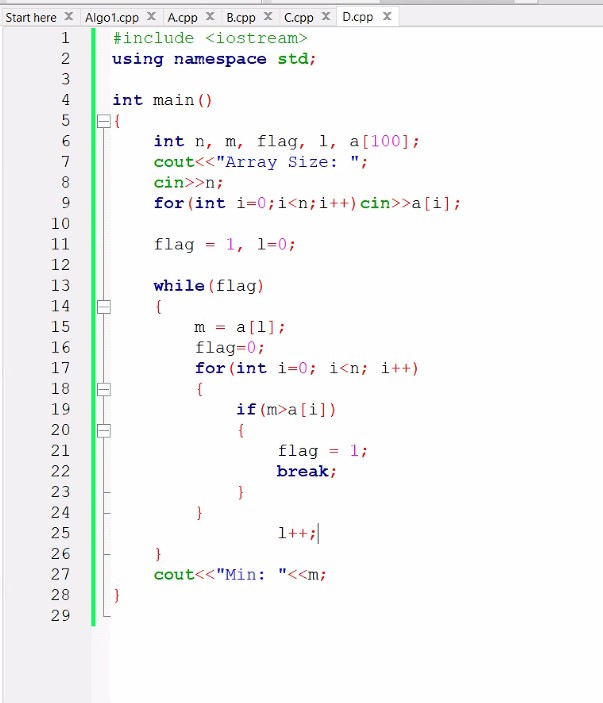 Start here X Algo1.cpp X A.cpp X B.cpp X C.cpp X D.cpp X
1 #include <iostream>
2 using namespace std;
3
4 int main()
5 {
6 int n, m, flag, l, a[100];
7 cout<<"Array Size: ";
8 cin>>n;
9 for(int i=0;i<n;i++)cin>>a[i];
10
11 flag = 1, l=0;
12
13 while(flag)
14 {
15 m = a[l];
16 flag=0;
17 for(int i=0; i<n; i++)
18 {
19 if(m>a[i])
20 {
21 flag = 1;
22 break;
23 }
24 }
25 l++;
26 }
27 cout<<"Min: "<<m;
28 }
29